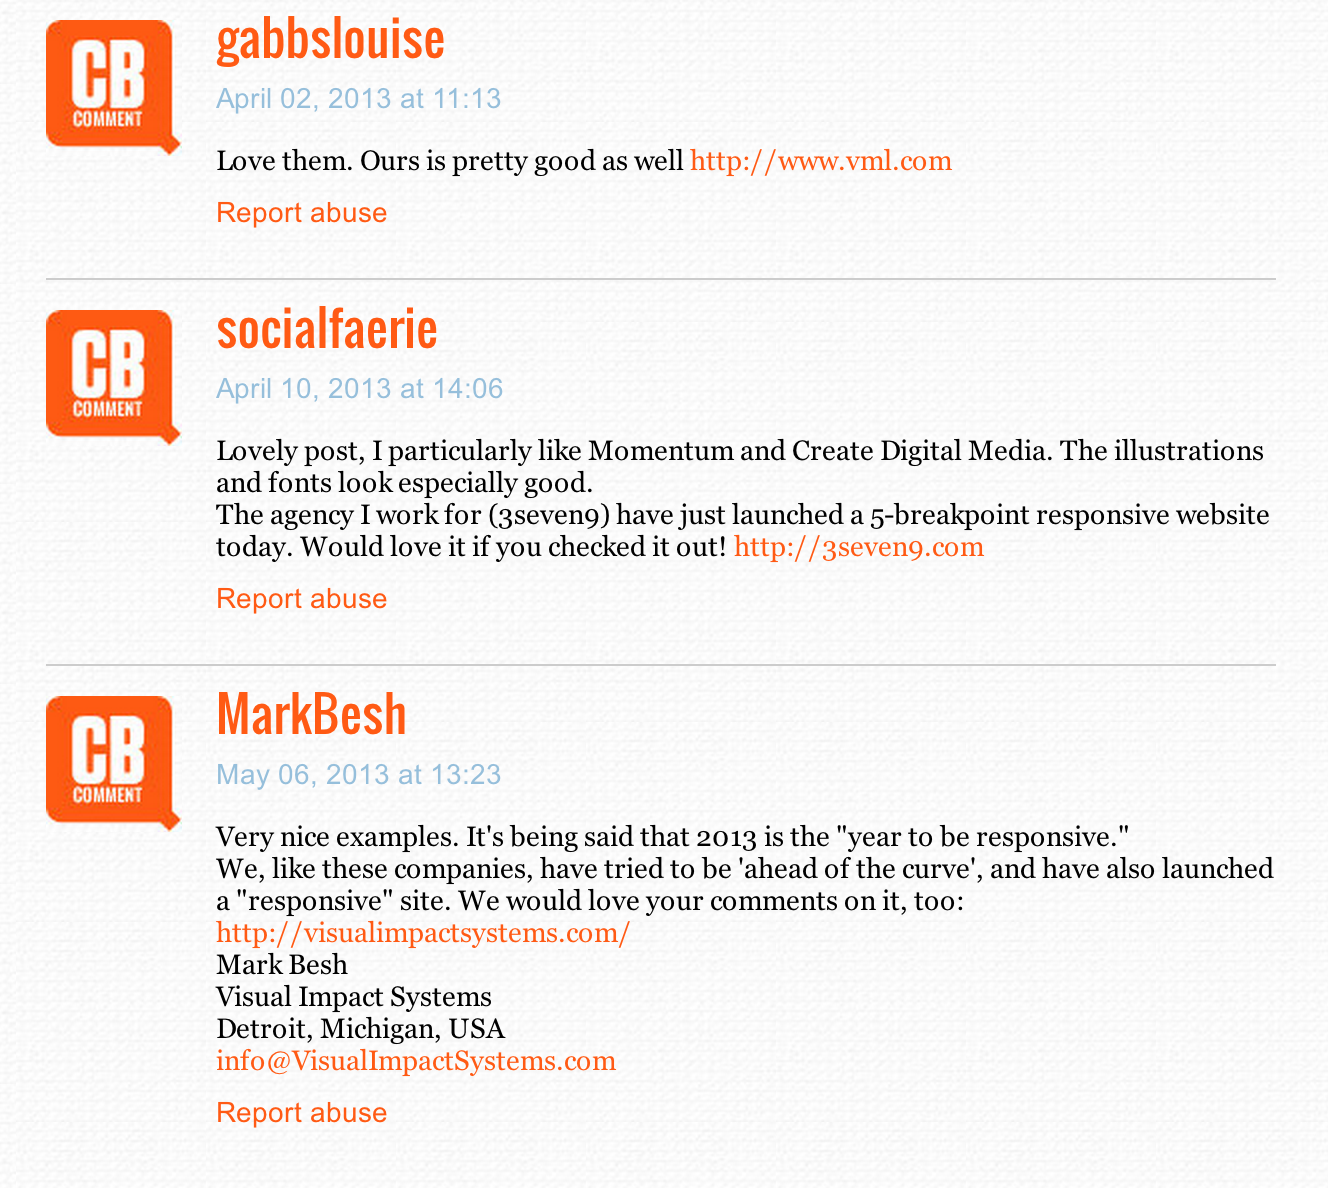 CB
COMMENT
gabbslouise
April 02, 2013 at 11:13
Love them. Ours is pretty good as well http://www.vml.com
Report abuse
CB
COMMENT
socialfaerie
April 10, 2013 at 14:06
Lovely post, I particularly like Momentum and Create Digital Media. The illustrations
and fonts look especially good.
The agency I work for (3seven9) have just launched a 5-breakpoint responsive website
today. Would love it if you checked it out! http://3seven9.com
Report abuse
CB
COMMENT
MarkBesh
May 06, 2013 at 13:23
Very nice examples. It's being said that 2013 is the "year to be responsive."
We, like these companies, have tried to be 'ahead of the curve', and have also launched
a "responsive" site. We would love your comments on it, too:
http://visualimpactsystems.com/
Mark Besh
Visual Impact Systems
Detroit, Michigan, USA
info@VisualImpactSystems.com
Report abuse